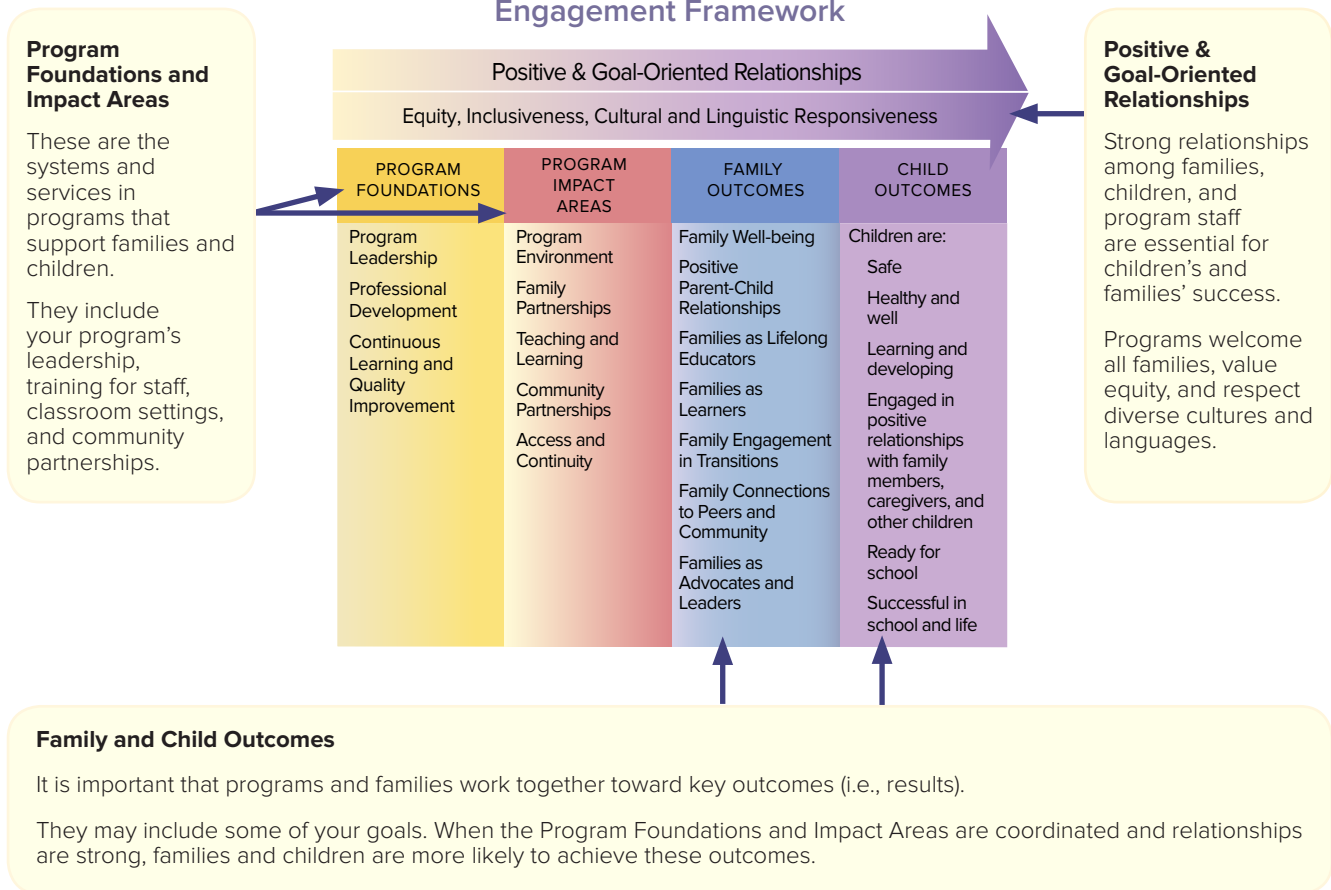 Engagement Framework
Program
Foundations and
Impact Areas
These are the
systems and
services in
programs that
support families and
children.
They include
your program’s
leadership,
training for staff,
classroom settings,
and community
partnerships.
Positive & Goal-Oriented Relationships
Equity, Inclusiveness, Cultural and Linguistic Responsiveness
PROGRAM
FOUNDATIONS
Program
Leadership
Professional
Development
Continuous
Learning and
Quality
Improvement
PROGRAM
IMPACT
AREAS
Program
Environment
Family
Partnerships
Teaching and
Learning
Community
Partnerships
Access and
Continuity
FAMILY
OUTCOMES
Family Well-being
Positive
Parent-Child
Relationships
Families as Lifelong
Educators
Families as
Learners
Family Engagement
in Transitions
Family Connections
to Peers and
Community
Families as
Advocates and
Leaders
CHILD
OUTCOMES
Children are:
Safe
Healthy and
well
Learning and
developing
Engaged in
positive
relationships
with family
members,
caregivers, and
other children
Ready for
school
Successful in
school and life
Positive &
Goal-Oriented
Relationships
Strong relationships
among families,
children, and
program staff
are essential for
children’s and
families’ success.
Programs welcome
all families, value
equity, and respect
diverse cultures and
languages.
Family and Child Outcomes
It is important that programs and families work together toward key outcomes (i.e., results).
They may include some of your goals. When the Program Foundations and Impact Areas are coordinated and relationships
are strong, families and children are more likely to achieve these outcomes.